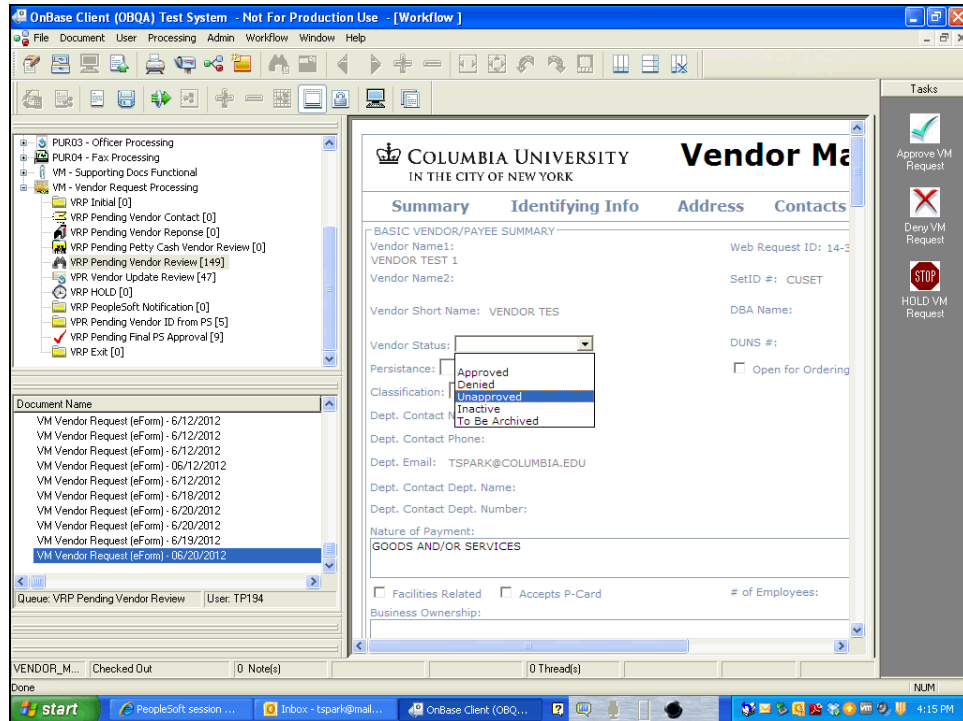 OnBase Client (OBQA) Test System - Not For Production Use - [Workflow ]
File Document User Processing Admin Workflow Window Help
Tasks
PUR03 - Officer Processing
PUR04 - Fax Processing
VM - Supporting Docs Functional
VM - Vendor Request Processing
VRP Initial [0]
VRP Pending Vendor Contact [0]
VRP Pending Vendor Reponse [0]
VRP Pending Petty Cash Vendor Review [0]
VRP Pending Vendor Review [149]
VPR Vendor Update Review [47]
VRP HOLD [0]
VRP PeopleSoft Notification [0]
VPR Pending Vendor ID from PS [5]
VRP Pending Final PS Approval [9]
VRP Exit [0]
Document Name
VM Vendor Request (eForm) - 6/12/2012
VM Vendor Request (eForm) - 6/12/2012
VM Vendor Request (eForm) - 6/12/2012
VM Vendor Request (eForm) - 06/12/2012
VM Vendor Request (eForm) - 6/12/2012
VM Vendor Request (eForm) - 6/18/2012
VM Vendor Request (eForm) - 6/20/2012
VM Vendor Request (eForm) - 6/20/2012
VM Vendor Request (eForm) - 6/19/2012
VM Vendor Request (eForm) - 06/20/2012
Queue: VRP Pending Vendor Review User: TP194
COLUMBIA UNIVERSITY
IN THE CITY OF NEW YORK
Vendor Ma
Summary Identifying Info Address Contacts
BASIC VENDOR/PAYEE SUMMARY
Vendor Name1:
VENDOR TEST 1
Web Request ID: 14-3
Vendor Name2:
SetID #: CUSET
Vendor Short Name: VENDOR TES
DBA Name:
Vendor Status:
DUNS #:
Persistance:
Open for Ordering
Approved
Denied
Unapproved
Inactive
To Be Archived
Classification:
Dept. Contact N
Dept. Contact Phone:
Dept. Email: TSPARK@COLUMBIA.EDU
Dept. Contact Dept. Name:
Dept. Contact Dept. Number:
Nature of Payment:
GOODS AND/OR SERVICES
Facilities Related Accepts P-Card # of Employees:
Business Ownership:
Approve VM
Request
Deny VM
Request
STOP
HOLD VM
Request
VENDOR_M... Checked Out 0 Note(s) 0 Thread(s)
Done NUM
start PeopleSoft session ... Inbox - tspark@mail... OnBase Client (OBQ... 4:15 PM